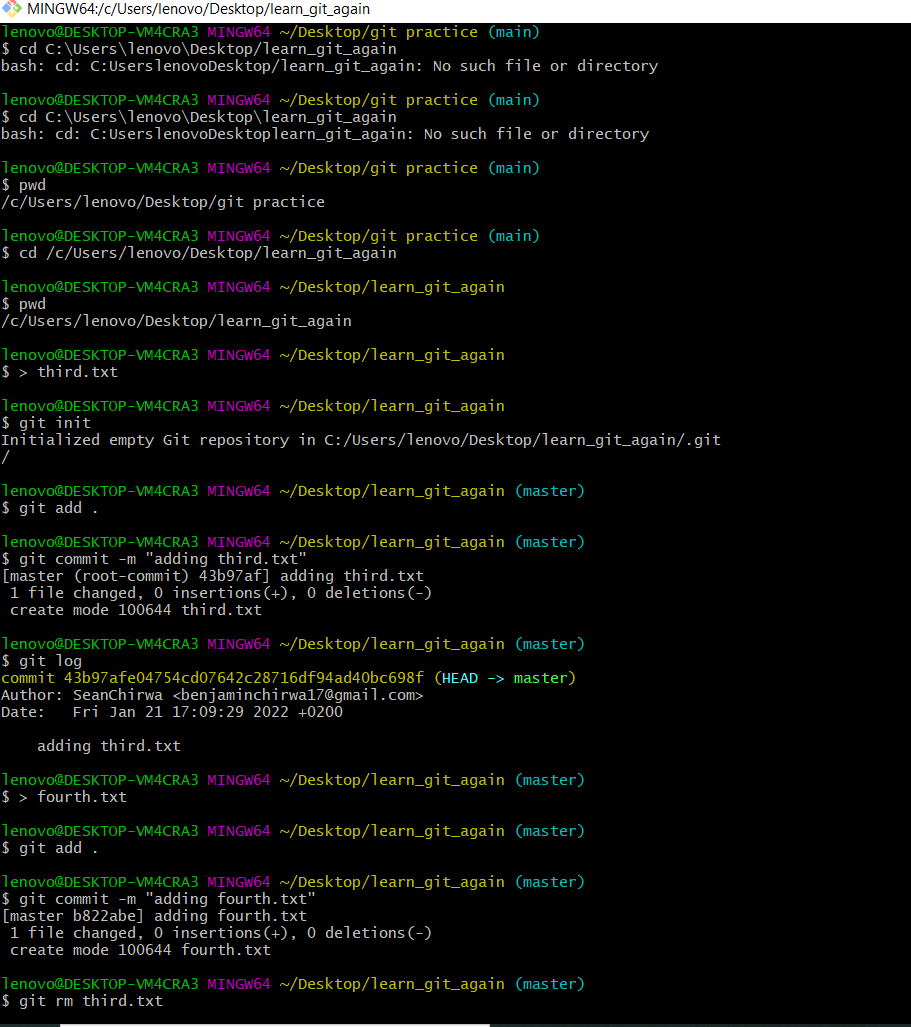 MINGW64:/c/Users/lenovo/Desktop/learn_git_again
lenovo@DESKTOP-VM4CRA3 MINGW64 ~/Desktop/git practice (main)
$ cd C:\Users\lenovo\Desktop/learn_git_again
bash: cd: C:UserslenovoDesktop/learn_git_again: No such file or directory
lenovo@DESKTOP-VM4CRA3 MINGW64 ~/Desktop/git practice (main)
$ cd C:\Users\lenovo\Desktop\learn_git_again
bash: cd: C:UserslenovoDesktoplearn_git_again: No such file or directory
lenovo@DESKTOP-VM4CRA3 MINGW64 ~/Desktop/git practice (main)
$ pwd
/c/Users/lenovo/Desktop/git practice
lenovo@DESKTOP-VM4CRA3 MINGW64 ~/Desktop/git practice (main)
$ cd /c/Users/lenovo/Desktop/learn_git_again
lenovo@DESKTOP-VM4CRA3 MINGW64 ~/Desktop/learn_git_again
$ pwd
/c/Users/lenovo/Desktop/learn_git_again
lenovo@DESKTOP-VM4CRA3 MINGW64 ~/Desktop/learn_git_again
$ > third.txt
lenovo@DESKTOP-VM4CRA3 MINGW64 ~/Desktop/learn_git_again
$ git init
Initialized empty Git repository in C:/Users/lenovo/Desktop/learn_git_again/.git
/
lenovo@DESKTOP-VM4CRA3 MINGW64 ~/Desktop/learn_git_again (master)
$ git add .
lenovo@DESKTOP-VM4CRA3 MINGW64 ~/Desktop/learn_git_again (master)
$ git commit -m "adding third.txt"
[master (root-commit) 43b97af] adding third.txt
 1 file changed, 0 insertions(+), 0 deletions(-)
 create mode 100644 third.txt
lenovo@DESKTOP-VM4CRA3 MINGW64 ~/Desktop/learn_git_again (master)
$ git log
commit 43b97afe04754cd07642c28716df94ad40bc698f (HEAD -> master)
Author: SeanChirwa <benjaminchirwa17@gmail.com>
Date:   Fri Jan 21 17:09:29 2022 +0200
    adding third.txt
lenovo@DESKTOP-VM4CRA3 MINGW64 ~/Desktop/learn_git_again (master)
$ > fourth.txt
lenovo@DESKTOP-VM4CRA3 MINGW64 ~/Desktop/learn_git_again (master)
$ git add .
lenovo@DESKTOP-VM4CRA3 MINGW64 ~/Desktop/learn_git_again (master)
$ git commit -m "adding fourth.txt"
[master b822abe] adding fourth.txt
 1 file changed, 0 insertions(+), 0 deletions(-)
 create mode 100644 fourth.txt
lenovo@DESKTOP-VM4CRA3 MINGW64 ~/Desktop/learn_git_again (master)
$ git rm third.txt